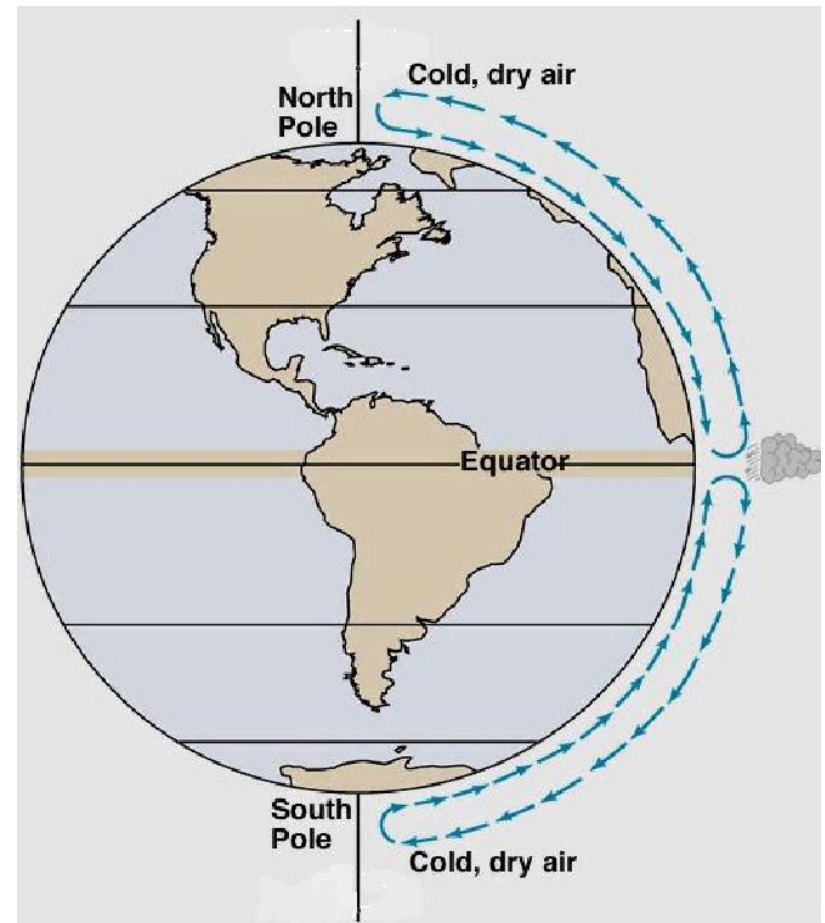 Cold, dry air
North
Pole
Equator
South
Pole
Cold, dry air